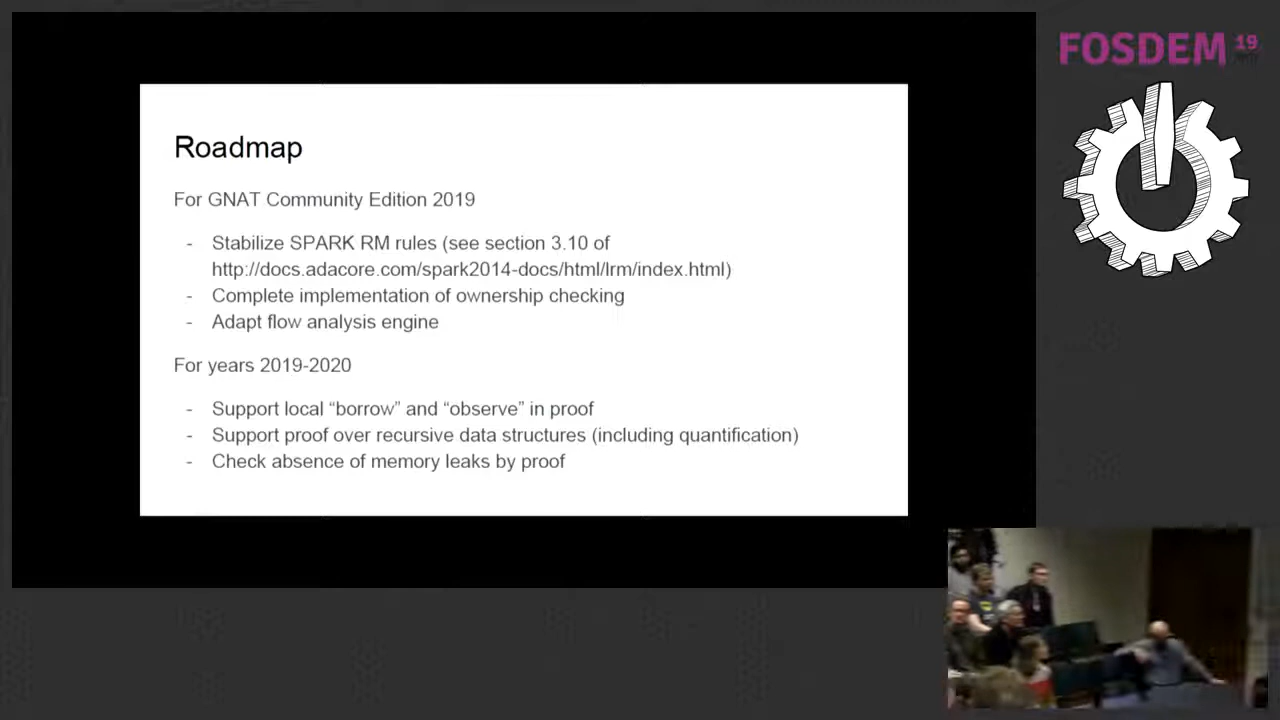 FOSDEM 19
Roadmap
For GNAT Community Edition 2019
- Stabilize SPARK RM rules (see section 3.10 of
http://docs.adacore.com/spark2014-docs/html/lrm/index.html)
- Complete implementation of ownership checking
- Adapt flow analysis engine
For years 2019-2020
- Support local “borrow” and “observe” in proof
- Support proof over recursive data structures (including quantification)
- Check absence of memory leaks by proof